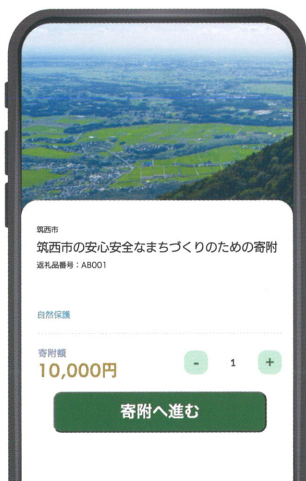 筑西市
筑西市の安心安全なまちづくりのための寄附
返礼品番号：AB001
自然保護
寄附額
10,000円
- 1 +
寄附へ進む